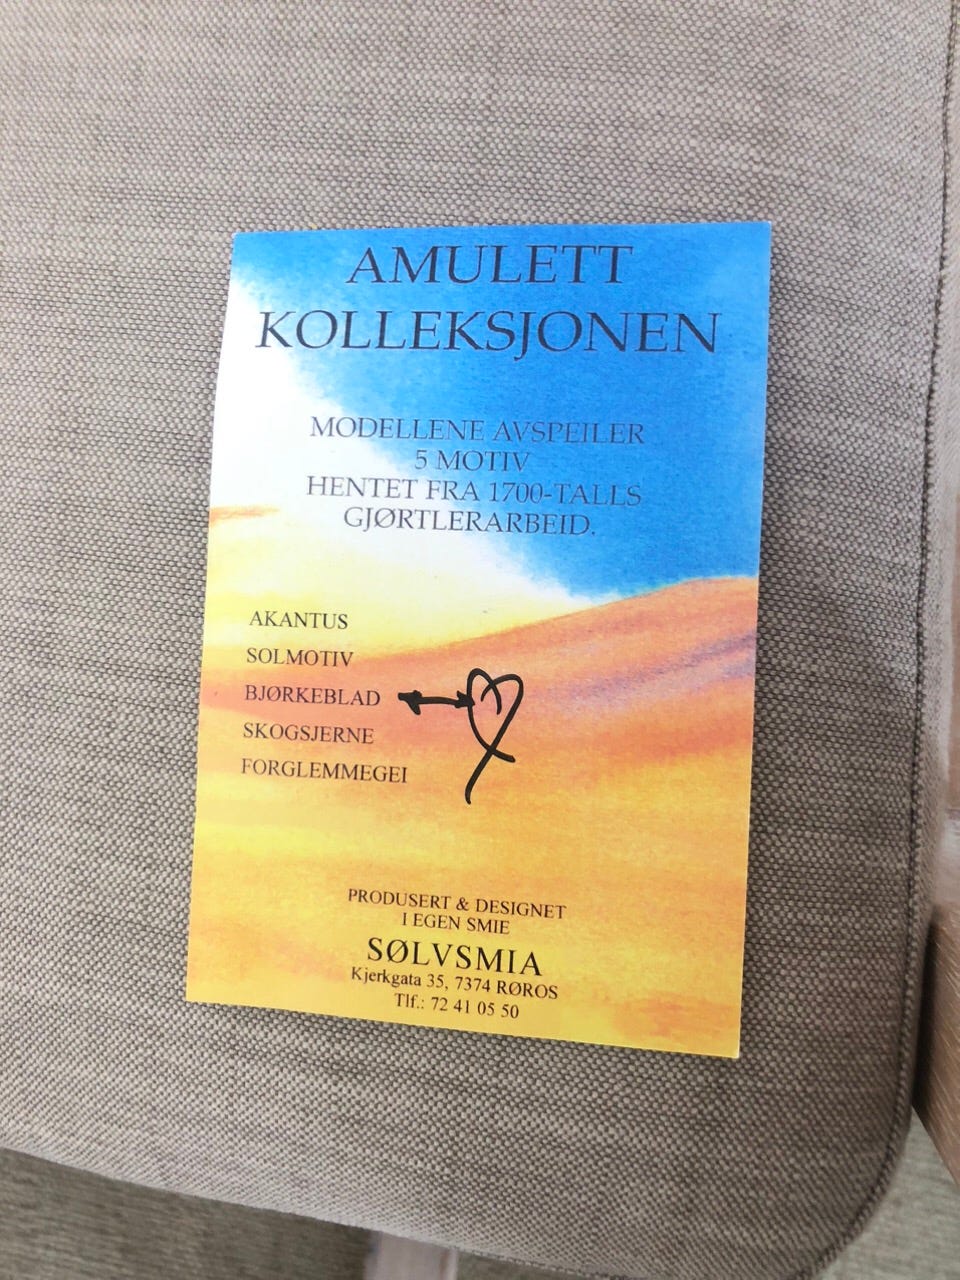 AMULETT
KOLLEKSJONEN
MODELLENE AVSPEILER
5 MOTIV
HENTET FRA 1700-TALLS
GJØRTLERARBEID.
AKANTUS
SOLMOTIV
BJØRKEBLAD
SKOGSJERNE
FORGLEMMEGEI
PRODUSERT & DESIGNET
I EGEN SMIE
SØLVSMIA
Kjerkgata 35, 7374 RØROS
Tlf.: 72 41 05 50